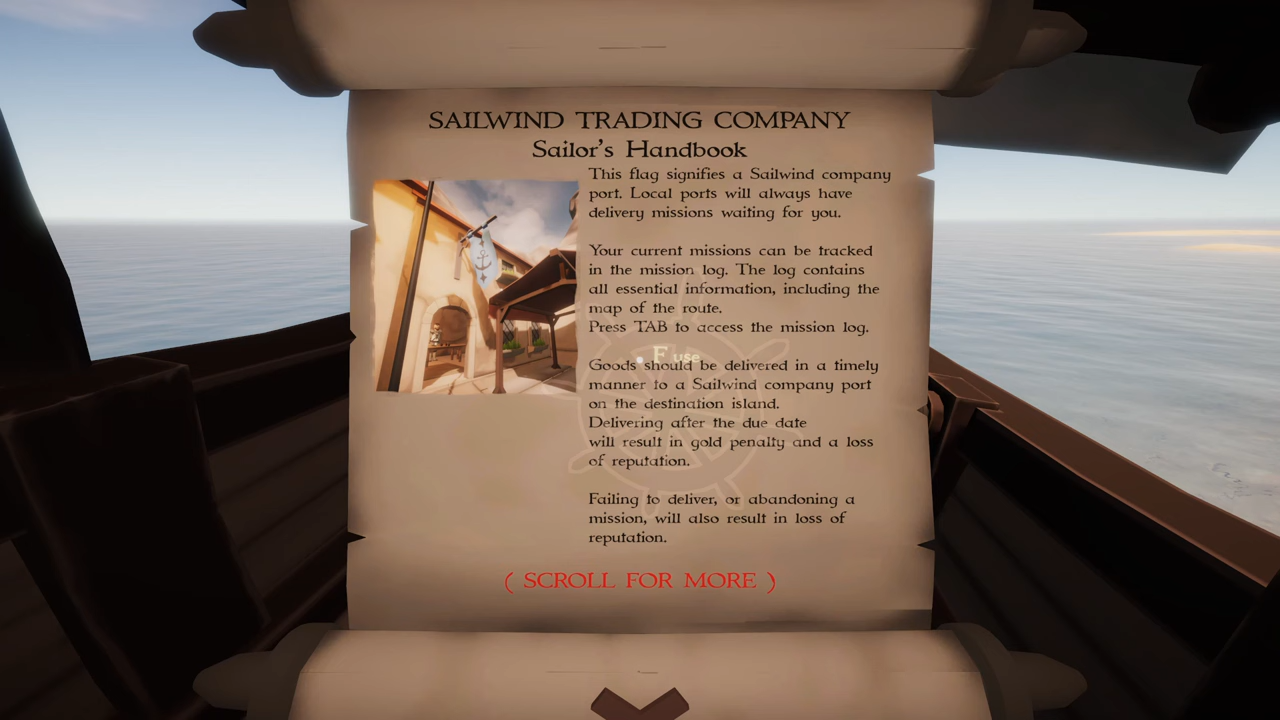 SAILWIND TRADING COMPANY
Sailor's Handbook
This flag signifies a Sailwind company
port. Local ports will always have
delivery missions waiting for you.
Your current missions can be tracked
in the mission log. The log contains
all essential information, including the
map of the route.
Press TAB to access the mission log.
F use
Goods should be delivered in a timely
manner to a Sailwind company port
on the destination island.
Delivering after the due date
will result in gold penalty and a loss
of reputation.
Failing to deliver, or abandoning a
mission, will also result in loss of
reputation.
( SCROLL FOR MORE )